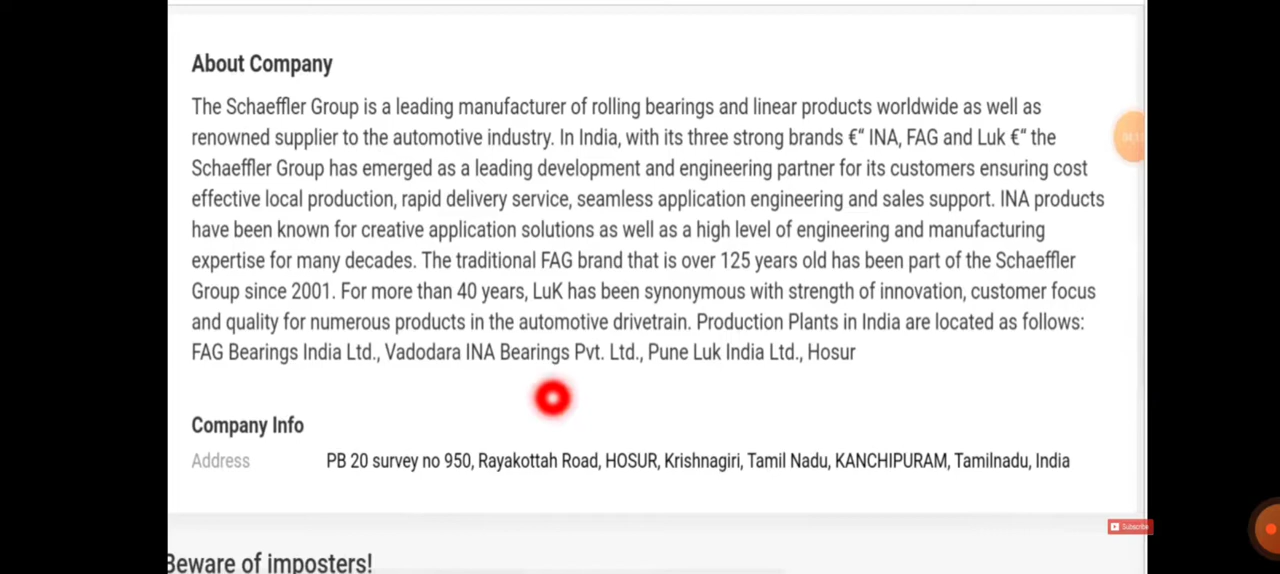 About Company
The Schaeffler Group is a leading manufacturer of rolling bearings and linear products worldwide as well as
renowned supplier to the automotive industry. In India, with its three strong brands €“ INA, FAG and Luk €“ the
Schaeffler Group has emerged as a leading development and engineering partner for its customers ensuring cost
effective local production, rapid delivery service, seamless application engineering and sales support. INA products
have been known for creative application solutions as well as a high level of engineering and manufacturing
expertise for many decades. The traditional FAG brand that is over 125 years old has been part of the Schaeffler
Group since 2001. For more than 40 years, LuK has been synonymous with strength of innovation, customer focus
and quality for numerous products in the automotive drivetrain. Production Plants in India are located as follows:
FAG Bearings India Ltd., Vadodara INA Bearings Pvt. Ltd., Pune Luk India Ltd., Hosur
Company Info
Address PB 20 survey no 950, Rayakottah Road, HOSUR, Krishnagiri, Tamil Nadu, KANCHIPURAM, Tamilnadu, India
Subscribe
Beware of imposters!